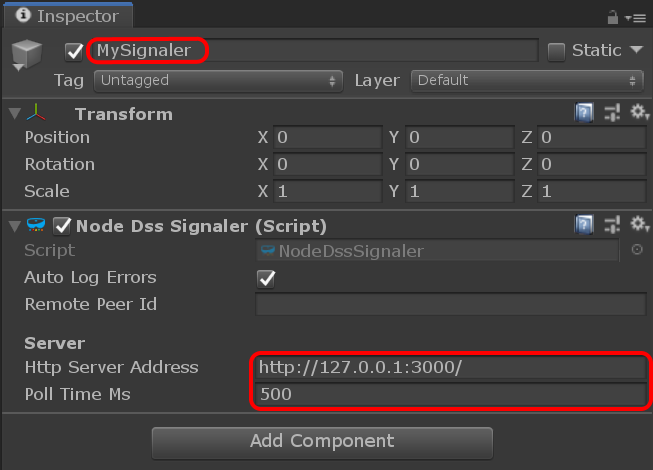 Inspector
MySignaler Static
Tag Untagged Layer Default
Transform
Position X 0 Y 0 Z 0
Rotation X 0 Y 0 Z 0
Scale X 1 Y 1 Z 1
Node Dss Signaler (Script)
Script NodeDssSignaler
Auto Log Errors
Remote Peer Id
Server
Http Server Address http://127.0.0.1:3000/
Poll Time Ms 500
Add Component